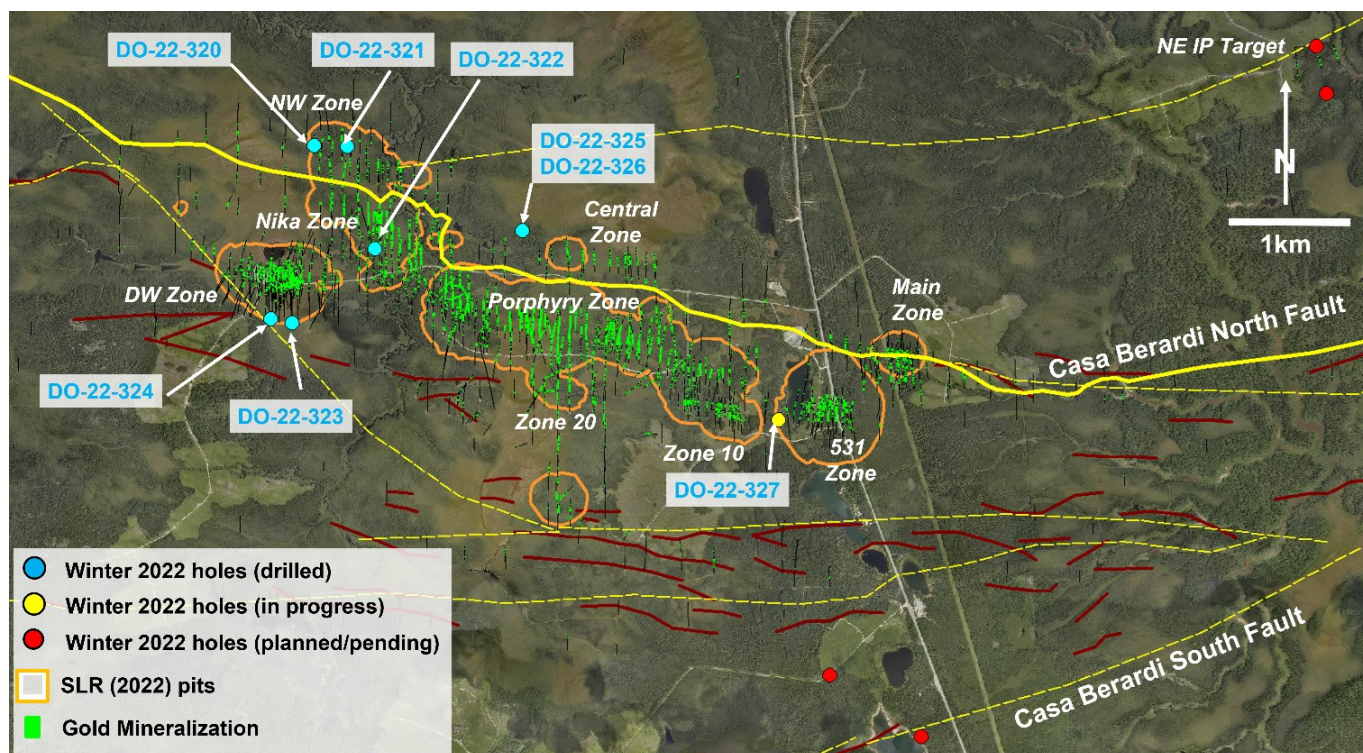 DO-22-320
DO-22-321
DO-22-322
NE IP Target
NW Zone
DO-22-325
DO-22-326
N
Nika Zone
Central
Zone
1km
DW Zone
Porphyry Zone
Main
Zone
Casa Berardi North Fault
DO-22-324
DO-22-323
Zone 20
Zone 10
531
Zone
DO-22-327
Winter 2022 holes (drilled)
Winter 2022 holes (in progress)
Winter 2022 holes (planned/pending)
SLR (2022) pits
Gold Mineralization
Casa Berardi South Fault